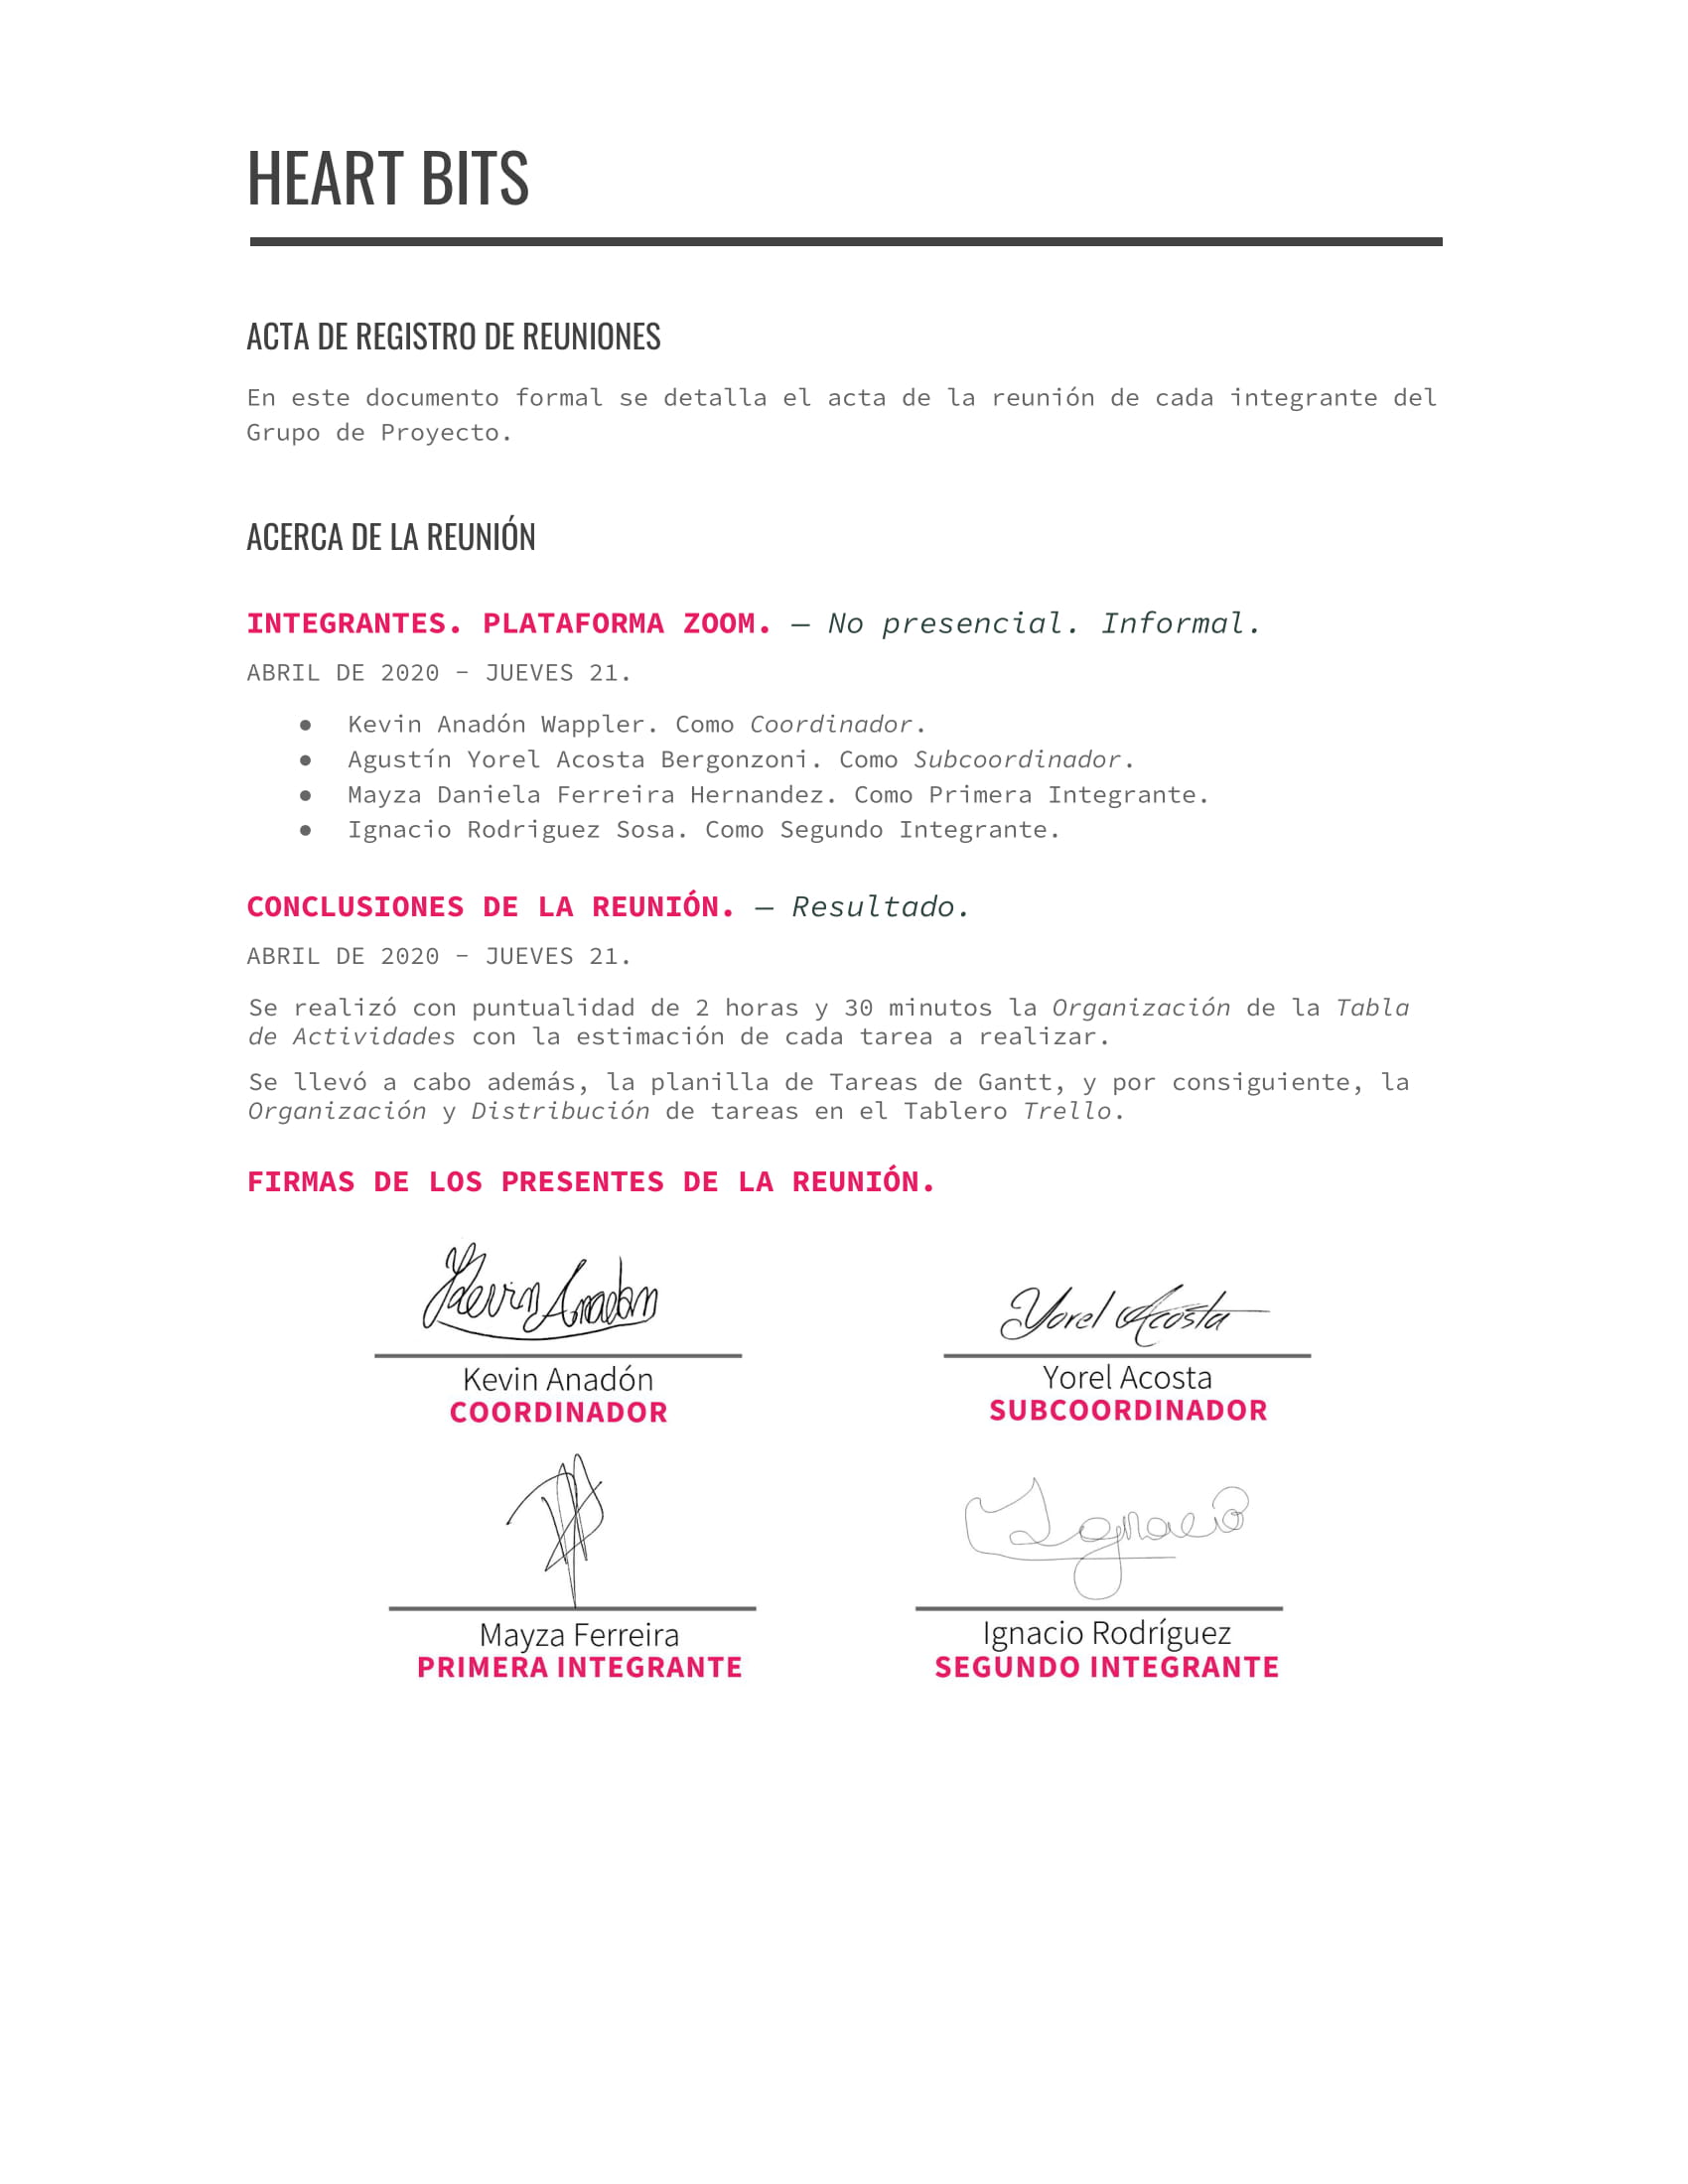 HEART BITS
ACTA DE REGISTRO DE REUNIONES
En este documento formal se detalla el acta de la reunión de cada integrante del
Grupo de Proyecto.
ACERCA DE LA REUNIÓN
INTEGRANTES. PLATAFORMA ZOOM. — No presencial. Informal.
ABRIL DE 2020 - JUEVES 21.
● Kevin Anadón Wappler. Como Coordinador.
● Agustín Yorel Acosta Bergonzoni. Como Subcoordinador.
● Mayza Daniela Ferreira Hernandez. Como Primera Integrante.
● Ignacio Rodriguez Sosa. Como Segundo Integrante.
CONCLUSIONES DE LA REUNIÓN. — Resultado.
ABRIL DE 2020 - JUEVES 21.
Se realizó con puntualidad de 2 horas y 30 minutos la Organización de la Tabla
de Actividades con la estimación de cada tarea a realizar.
Se llevó a cabo además, la planilla de Tareas de Gantt, y por consiguiente, la
Organización y Distribución de tareas en el Tablero Trello.
FIRMAS DE LOS PRESENTES DE LA REUNIÓN.
Kevin Anadon
Yorel Acosta
Kevin Anadón
Yorel Acosta
COORDINADOR
SUBCOORDINADOR
Ignacio
Mayza Ferreira
Ignacio Rodríguez
PRIMERA INTEGRANTE
SEGUNDO INTEGRANTE